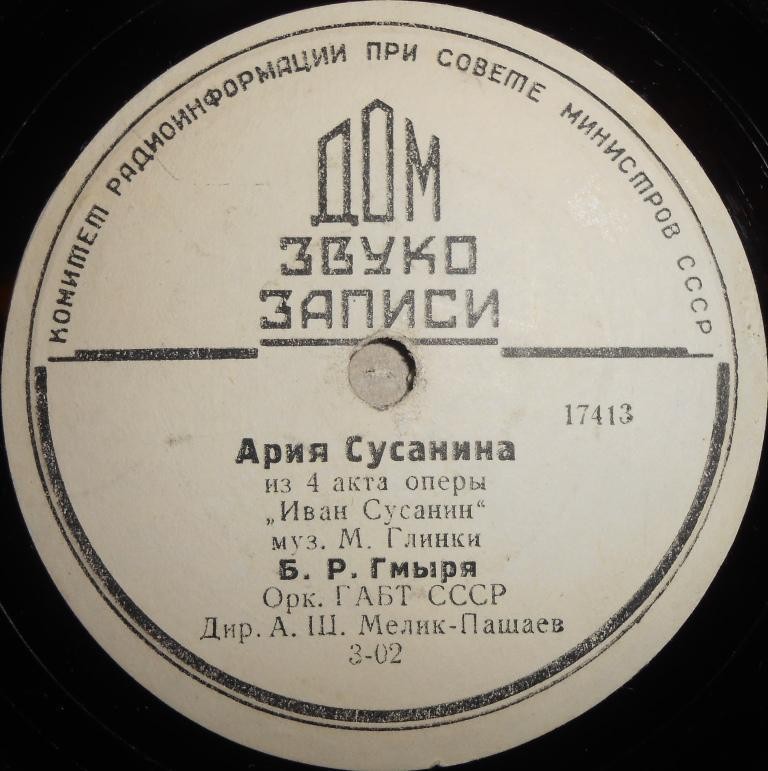 КОМИТЕТ РАДИОИНФОРМАЦИИ ПРИ СОВЕТЕ МИНИСТРОВ СССР
ДОМ
ЗВУКО
ЗАПИСИ
17413
Ария Сусанина
из 4 акта оперы
„Иван Сусанин“
муз. М. Глинки
Б. Р. Гмыря
Орк. ГАБТ СССР
Дир. А. Ш. Мелик-Пашаев
3-02